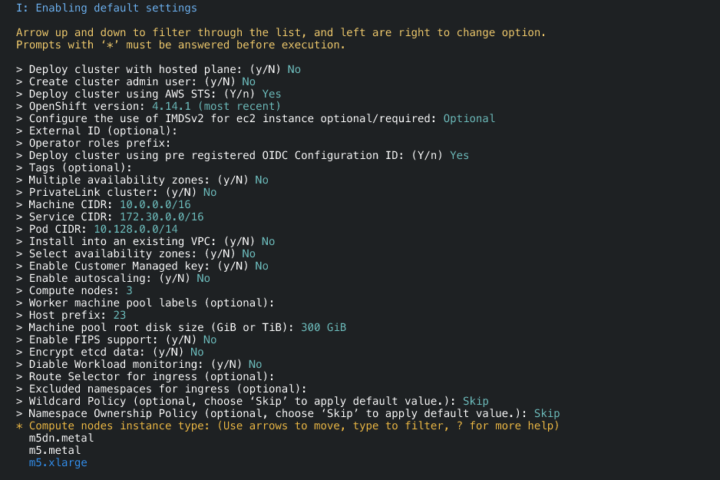 I: Enabling default settings
Arrow up and down to filter through the list, and left are right to change option.
Prompts with ‘*’ must be answered before execution.
> Deploy cluster with hosted plane: (y/N) No
> Create cluster admin user: (y/N) No
> Deploy cluster using AWS STS: (Y/n) Yes
> OpenShift version: 4.14.1 (most recent)
> Configure the use of IMDSv2 for ec2 instance optional/required: Optional
> External ID (optional):
> Operator roles prefix:
> Deploy cluster using pre registered OIDC Configuration ID: (Y/n) Yes
> Tags (optional):
> Multiple availability zones: (y/N) No
> PrivateLink cluster: (y/N) No
> Machine CIDR: 10.0.0.0/16
> Service CIDR: 172.30.0.0/16
> Pod CIDR: 10.128.0.0/14
> Install into an existing VPC: (y/N) No
> Select availability zones: (y/N) No
> Enable Customer Managed key: (y/N) No
> Enable autoscaling: (y/N) No
> Compute nodes: 3
> Worker machine pool labels (optional):
> Host prefix: 23
> Machine pool root disk size (GiB or TiB): 300 GiB
> Enable FIPS support: (y/N) No
> Encrypt etcd data: (y/N) No
> Diable Workload monitoring: (y/N) No
> Route Selector for ingress (optional):
> Excluded namespaces for ingress (optional):
> Wildcard Policy (optional, choose ‘Skip’ to apply default value.): Skip
> Namespace Ownership Policy (optional, choose ‘Skip’ to apply default value.): Skip
* Compute nodes instance type: (Use arrows to move, type to filter, ? for more help)
m5dn.metal
m5.metal
m5.xlarge